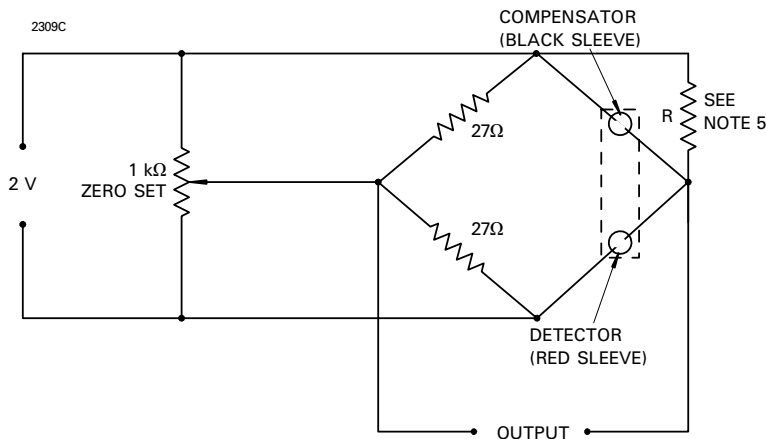 2309C
COMPENSATOR
(BLACK SLEEVE)
27Ω
R
SEE
NOTE 5
2 V
1 kΩ
ZERO SET
27Ω
DETECTOR
(RED SLEEVE)
OUTPUT